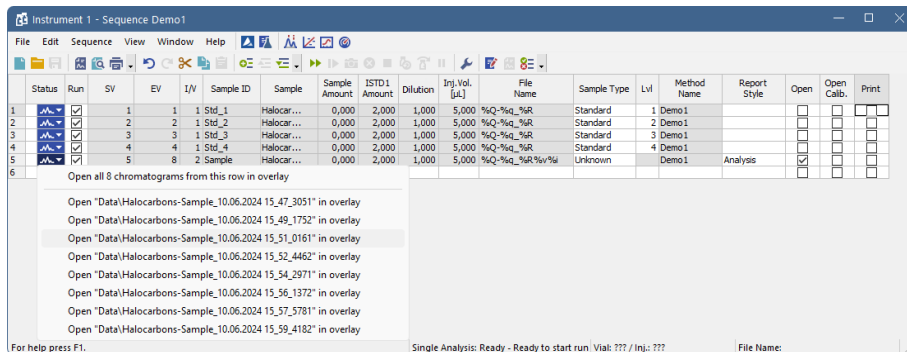 Instrument 1 - Sequence Demo1
File Edit Sequence View Window Help
Status Run SV EV I/V Sample ID Sample Sample Amount ISTD1 Amount Dilution Inj.Vol. [µL] File Name Sample Type Lvl Method Name Report Style Open Open Calib. Print
1 1 1 1 Std_1 Halocar... 0,000 2,000 1,000 5,000 %Q-%q_%R Standard 1 Demo1
2 2 2 1 Std_2 Halocar... 0,000 2,000 1,000 5,000 %Q-%q_%R Standard 2 Demo1
3 3 3 1 Std_3 Halocar... 0,000 2,000 1,000 5,000 %Q-%q_%R Standard 3 Demo1
4 4 4 1 Std_4 Halocar... 0,000 2,000 1,000 5,000 %Q-%q_%R Standard 4 Demo1
5 5 8 2 Sample Halocar... 0,000 2,000 1,000 5,000 %Q-%q_%R%v%i Unknown Demo1 Analysis
6
Open all 8 chromatograms from this row in overlay
Open "Data\Halocarbons-Sample_10.06.2024 15_47_3051" in overlay
Open "Data\Halocarbons-Sample_10.06.2024 15_49_1752" in overlay
Open "Data\Halocarbons-Sample_10.06.2024 15_51_0161" in overlay
Open "Data\Halocarbons-Sample_10.06.2024 15_52_4462" in overlay
Open "Data\Halocarbons-Sample_10.06.2024 15_54_2971" in overlay
Open "Data\Halocarbons-Sample_10.06.2024 15_56_1372" in overlay
Open "Data\Halocarbons-Sample_10.06.2024 15_57_5781" in overlay
Open "Data\Halocarbons-Sample_10.06.2024 15_59_4182" in overlay
For help press F1. Single Analysis: Ready - Ready to start run Vial: ??? / Inj.: ??? File Name: